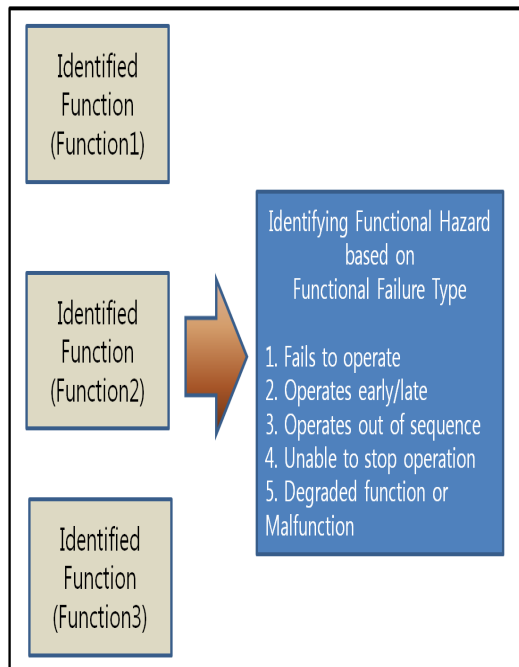 Identified
Function
(Function1)
Identified
Function
(Function2)
Identified
Function
(Function3)
Identifying Functional Hazard
based on
Functional Failure Type
1. Fails to operate
2. Operates early/late
3. Operates out of sequence
4. Unable to stop operation
5. Degraded function or
Malfunction